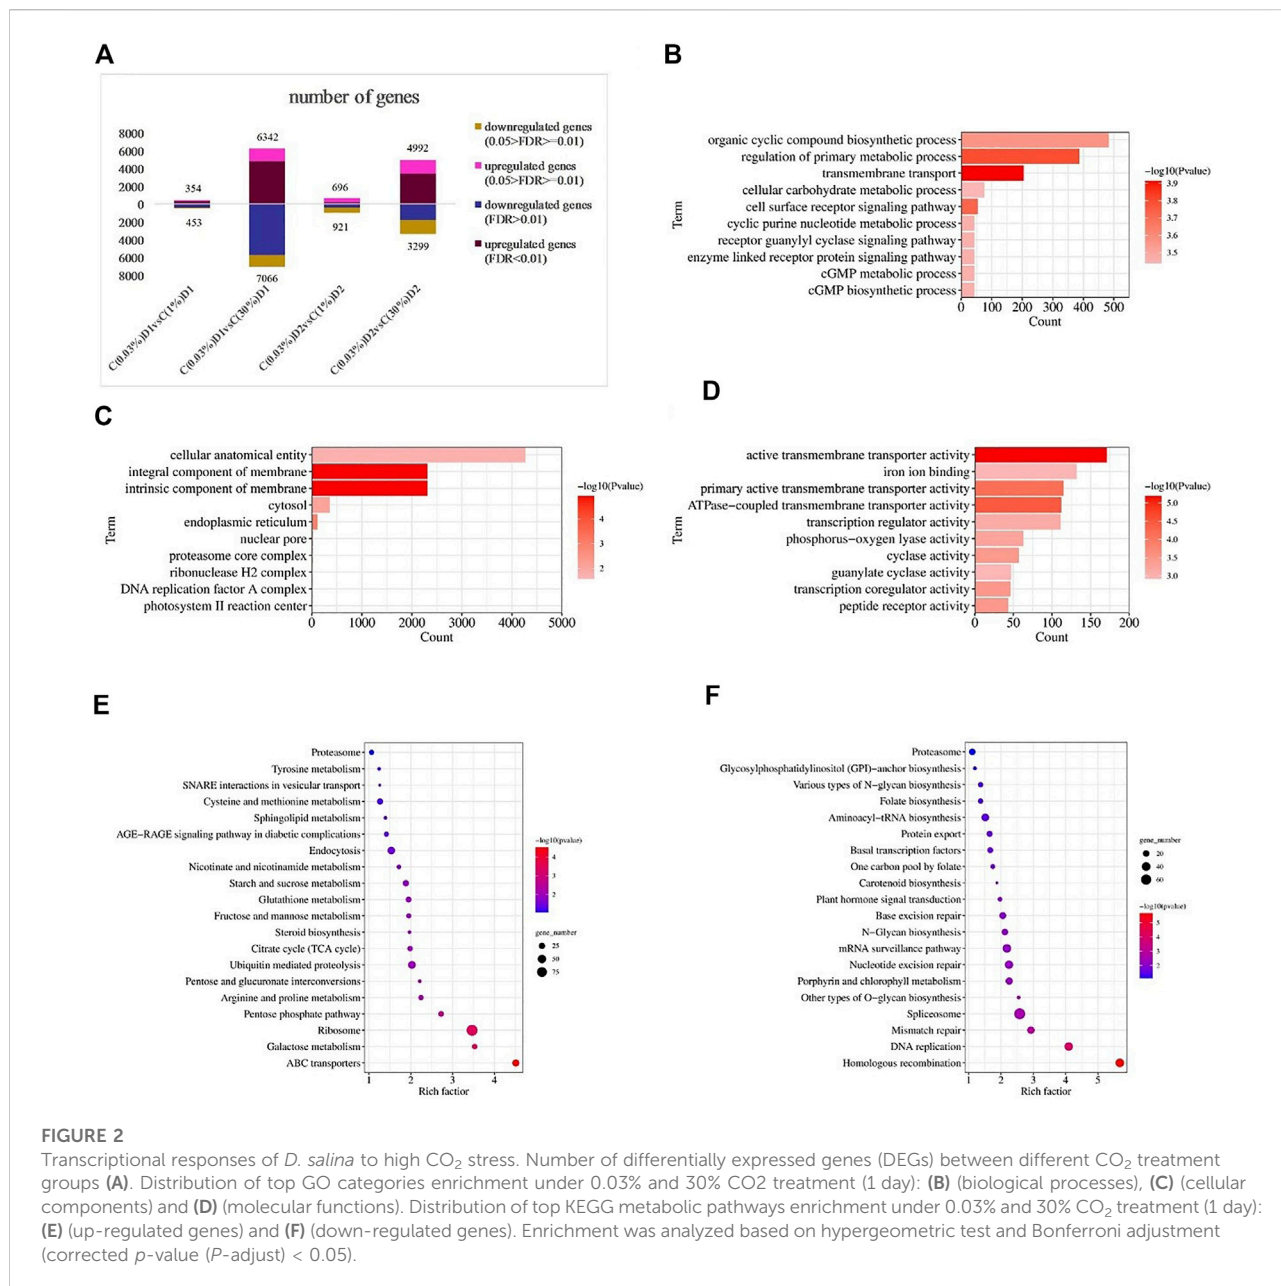 A
number of genes
8000
6000
4000
2000
0
2000
4000
6000
8000
354
453
6342
7066
696
921
4992
3299
C(0.03%)D1vsC(1%)D1
C(0.03%)D1vsC(30%)D1
C(0.03%)D2vsC(1%)D2
C(0.03%)D2vsC(30%)D2
downregulated genes
(0.05>FDR>=0.01)
upregulated genes
(0.05>FDR>=0.01)
downregulated genes
(FDR>0.01)
upregulated genes
(FDR<0.01)
B
Term
organic cyclic compound biosynthetic process
regulation of primary metabolic process
transmembrane transport
cellular carbohydrate metabolic process
cell surface receptor signaling pathway
cyclic purine nucleotide metabolic process
receptor guanylyl cyclase signaling pathway
enzyme linked receptor protein signaling pathway
cGMP metabolic process
cGMP biosynthetic process
0 100 200 300 400 500
Count
−log10(Pvalue)
3.9
3.8
3.7
3.6
3.5
C
Term
cellular anatomical entity
integral component of membrane
intrinsic component of membrane
cytosol
endoplasmic reticulum
nuclear pore
proteasome core complex
ribonuclease H2 complex
DNA replication factor A complex
photosystem II reaction center
0 1000 2000 3000 4000 5000
Count
−log10(Pvalue)
4
3
2
D
Term
active transmembrane transporter activity
iron ion binding
primary active transmembrane transporter activity
ATPase−coupled transmembrane transporter activity
transcription regulator activity
phosphorus−oxygen lyase activity
cyclase activity
guanylate cyclase activity
transcription coregulator activity
peptide receptor activity
0 50 100 150 200
Count
−log10(Pvalue)
5.0
4.5
4.0
3.5
3.0
E
Proteasome
Tyrosine metabolism
SNARE interactions in vesicular transport
Cysteine and methionine metabolism
Sphingolipid metabolism
AGE−RAGE signaling pathway in diabetic complications
Endocytosis
Nicotinate and nicotinamide metabolism
Starch and sucrose metabolism
Glutathione metabolism
Fructose and mannose metabolism
Steroid biosynthesis
Citrate cycle (TCA cycle)
Ubiquitin mediated proteolysis
Pentose and glucuronate interconversions
Arginine and proline metabolism
Pentose phosphate pathway
Ribosome
Galactose metabolism
ABC transporters
1 2 3 4
Rich factior
−log10(pvalue)
4
3
2
gene_number
25
50
75
F
Proteasome
Glycosylphosphatidylinositol (GPI)−anchor biosynthesis
Various types of N−glycan biosynthesis
Folate biosynthesis
Aminoacyl−tRNA biosynthesis
Protein export
Basal transcription factors
One carbon pool by folate
Carotenoid biosynthesis
Plant hormone signal transduction
Base excision repair
N−Glycan biosynthesis
mRNA surveillance pathway
Nucleotide excision repair
Porphyrin and chlorophyll metabolism
Other types of O−glycan biosynthesis
Spliceosome
Mismatch repair
DNA replication
Homologous recombination
1 2 3 4 5
Rich factior
gene_number
20
40
60
−log10(pvalue)
5
4
3
2
FIGURE 2
Transcriptional responses of D. salina to high CO₂ stress. Number of differentially expressed genes (DEGs) between different CO₂ treatment
groups (A). Distribution of top GO categories enrichment under 0.03% and 30% CO2 treatment (1 day): (B) (biological processes), (C) (cellular
components) and (D) (molecular functions). Distribution of top KEGG metabolic pathways enrichment under 0.03% and 30% CO₂ treatment (1 day):
(E) (up-regulated genes) and (F) (down-regulated genes). Enrichment was analyzed based on hypergeometric test and Bonferroni adjustment
(corrected p-value (P-adjust) < 0.05).